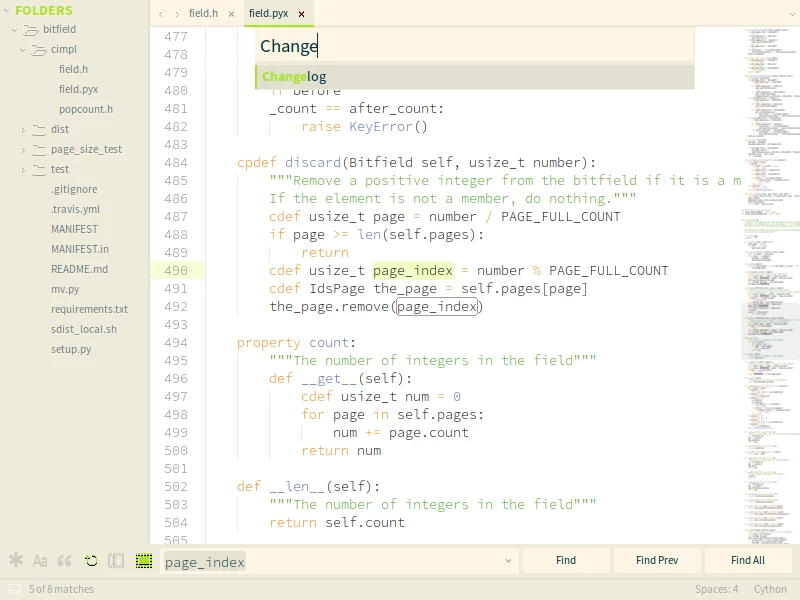 FOLDERS
bitfield
cimpl
field.h
field.pyx
popcount.h
dist
page_size_test
test
.gitignore
.travis.yml
MANIFEST
MANIFEST.in
README.md
mv.py
requirements.txt
sdist_local.sh
setup.py
field.h ×
field.pyx ×
Change
Changelog
477
478
479
480 if before
481 _count == after_count:
482 raise KeyError()
483
484 cpdef discard(Bitfield self, usize_t number):
485 """Remove a positive integer from the bitfield if it is a m
486 If the element is not a member, do nothing."""
487 cdef usize_t page = number / PAGE_FULL_COUNT
488 if page >= len(self.pages):
489 return
490 cdef usize_t page_index = number % PAGE_FULL_COUNT
491 cdef IdsPage the_page = self.pages[page]
492 the_page.remove(page_index)
493
494 property count:
495 """The number of integers in the field"""
496 def __get__(self):
497 cdef usize_t num = 0
498 for page in self.pages:
499 num += page.count
500 return num
501
502 def __len__(self):
503 """The number of integers in the field"""
504 return self.count
505
Aa
page_index
Find
Find Prev
Find All
5 of 8 matches
Spaces: 4
Cython